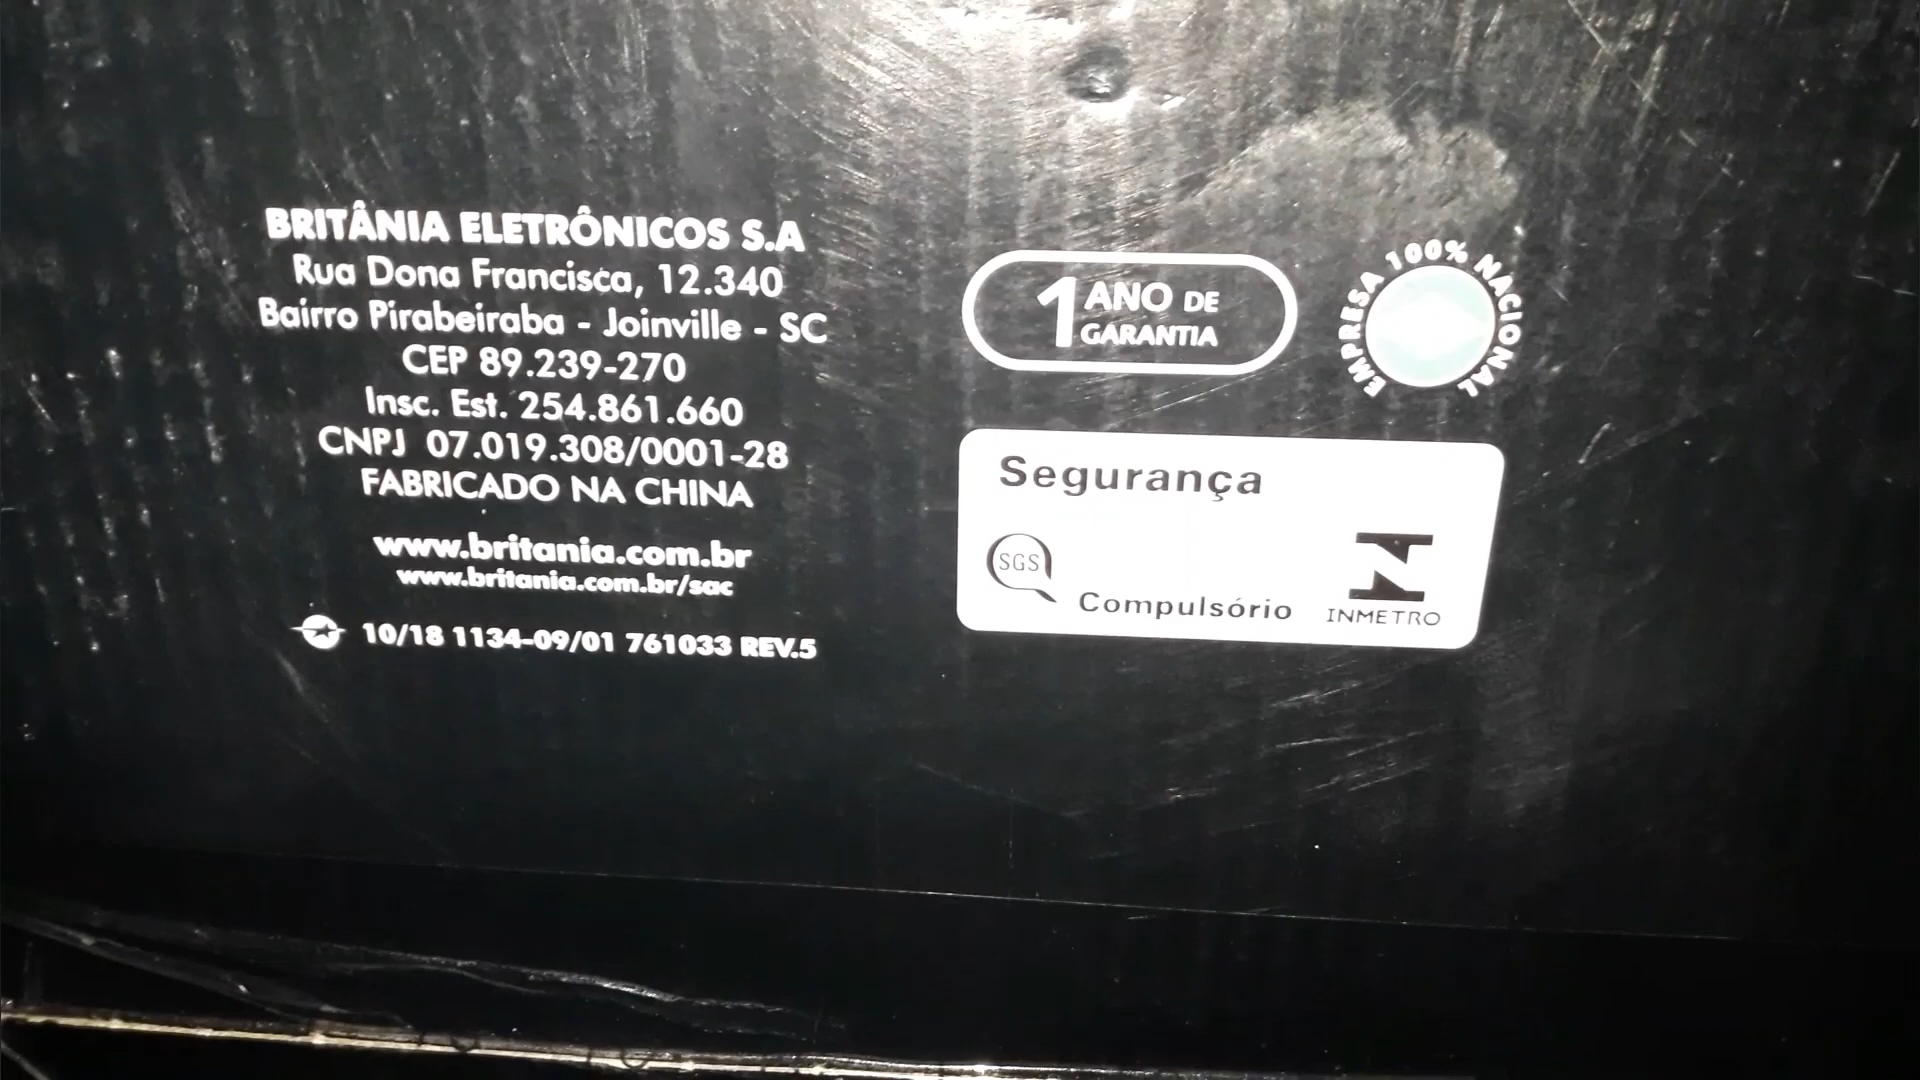 BRITÂNIA ELETRÔNICOS S.A
Rua Dona Francisca, 12.340
Bairro Pirabeiraba - Joinville - SC
CEP 89.239-270
Insc. Est. 254.861.660
CNPJ 07.019.308/0001-28
FABRICADO NA CHINA
www.britania.com.br
www.britania.com.br/sac
10/18 1134-09/01 761033 REV.5
1 ANO DE
GARANTIA
EMPRESA 100% NACIONAL
Segurança
SGS
Compulsório
INMETRO